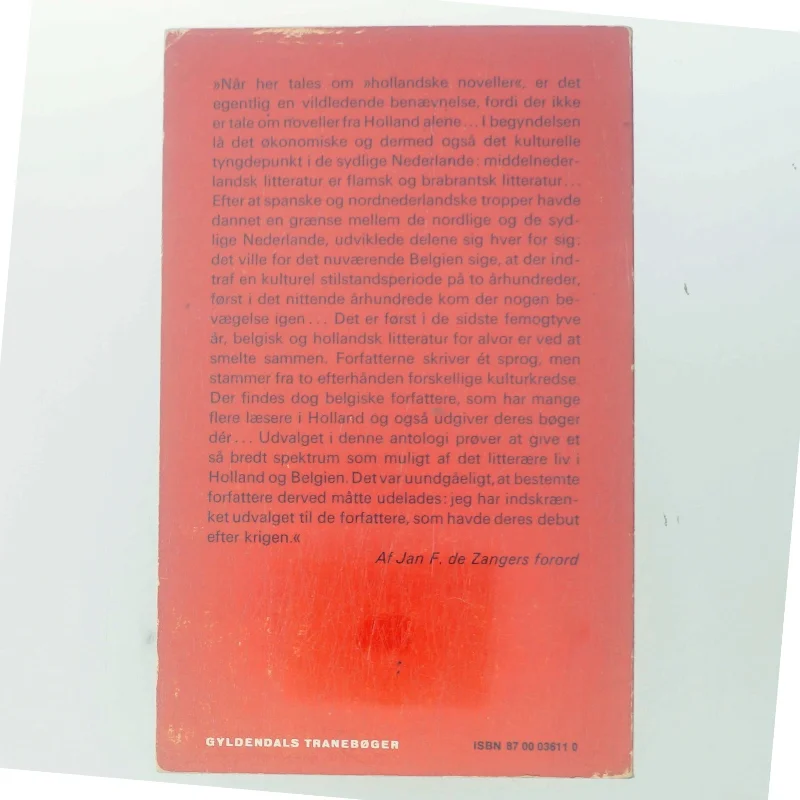 »Når her tales om »hollandske noveller«, er det
egentlig en vildledende benævnelse, fordi der ikke
er tale om noveller fra Holland alene... I begyndelsen
lå det økonomiske og dermed også det kulturelle
tyngdepunkt i de sydlige Nederlande: middelneder-
landsk litteratur er flamsk og brabrantsk litteratur...
Efter at spanske og nordnederlandske tropper havde
dannet en grænse mellem de nordlige og de syd-
lige Nederlande, udviklede delene sig hver for sig:
det ville for det nuværende Belgien sige, at der ind-
traf en kulturel stilstandsperiode på to århundreder,
først i det nittende århundrede kom der nogen be-
vægelse igen... Det er først i de sidste femogtyve
år, belgisk og hollandsk litteratur for alvor er ved at
smelte sammen. Forfatterne skriver ét sprog, men
stammer fra to efterhånden forskellige kulturkredse.
Der findes dog belgiske forfattere, som har mange
flere læsere i Holland og også udgiver deres bøger
dér... Udvalget i denne antologi prøver at give et
så bredt spektrum som muligt af det litterære liv i
Holland og Belgien. Det var uundgåeligt, at bestemte
forfattere derved måtte udelades: jeg har indskræn-
ket udvalget til de forfattere, som havde deres debut
efter krigen.«
Af Jan F. de Zangers forord
GYLDENDALS TRANEBØGER
ISBN 87 00 03611 0